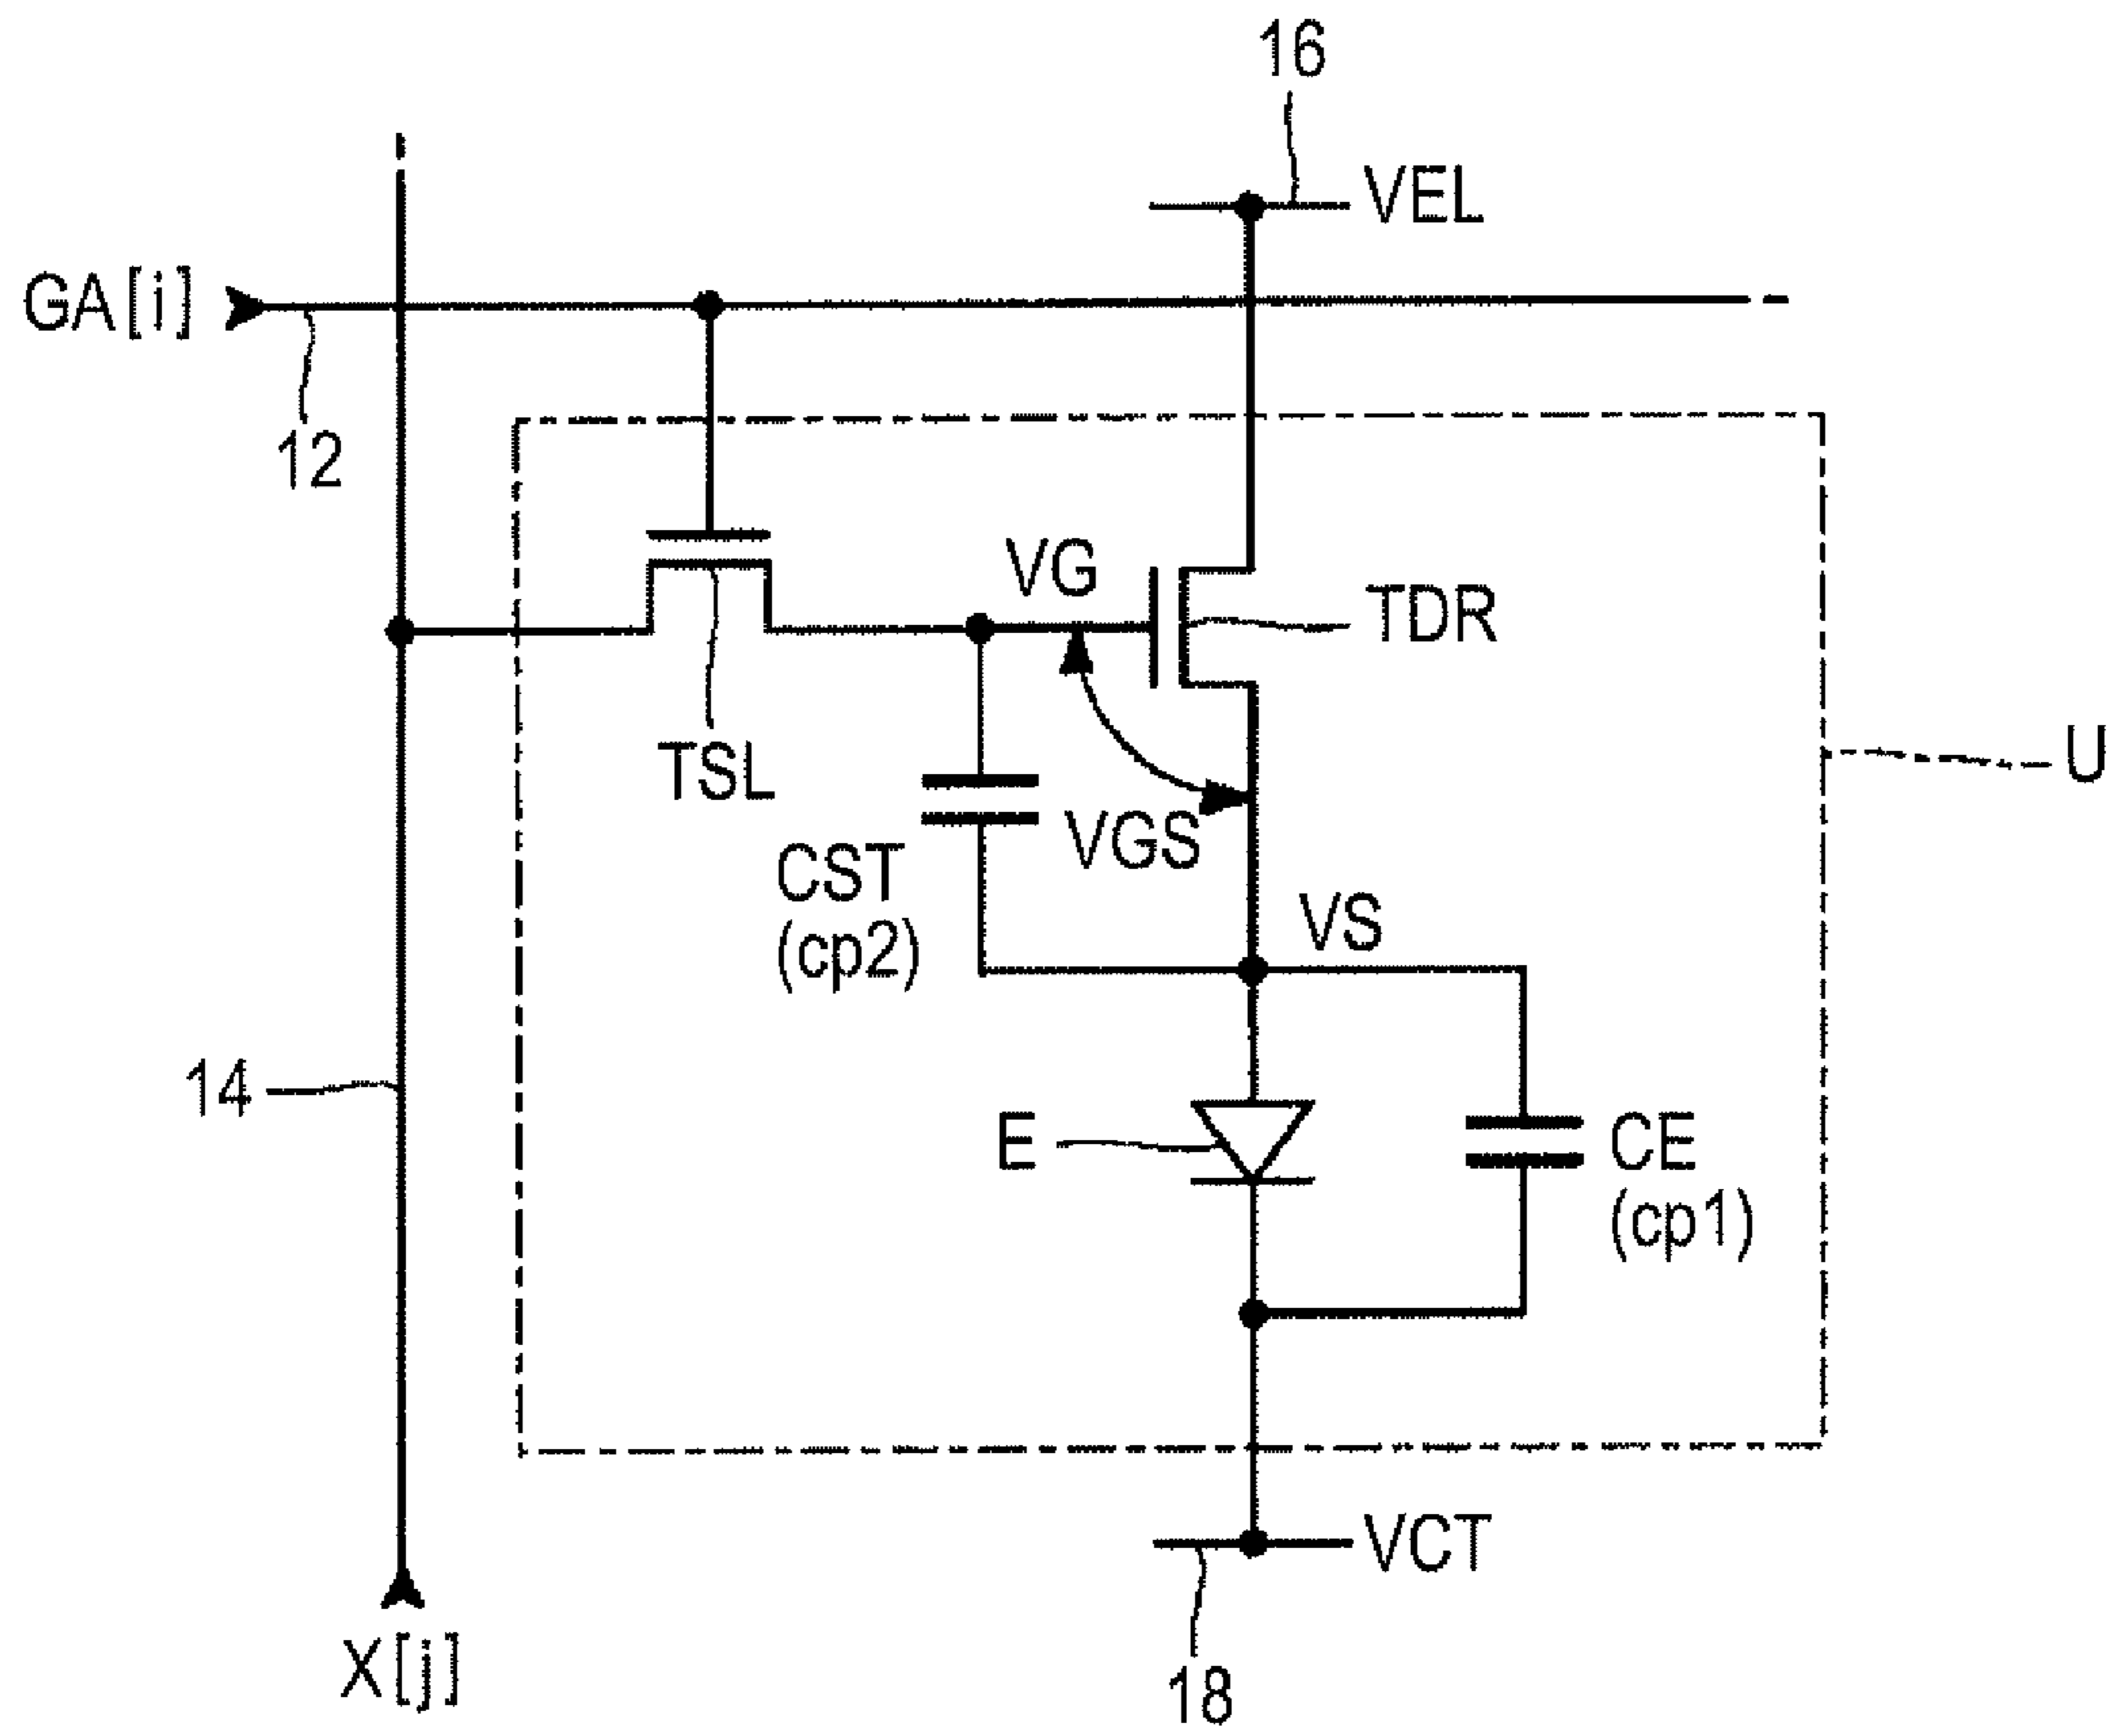 16
VEL
GA[i]
12
VG
TDR
U
TSL
VGS
CST
(cp2)
VS
14
E
CE
(cp1)
VCT
X[j]
18